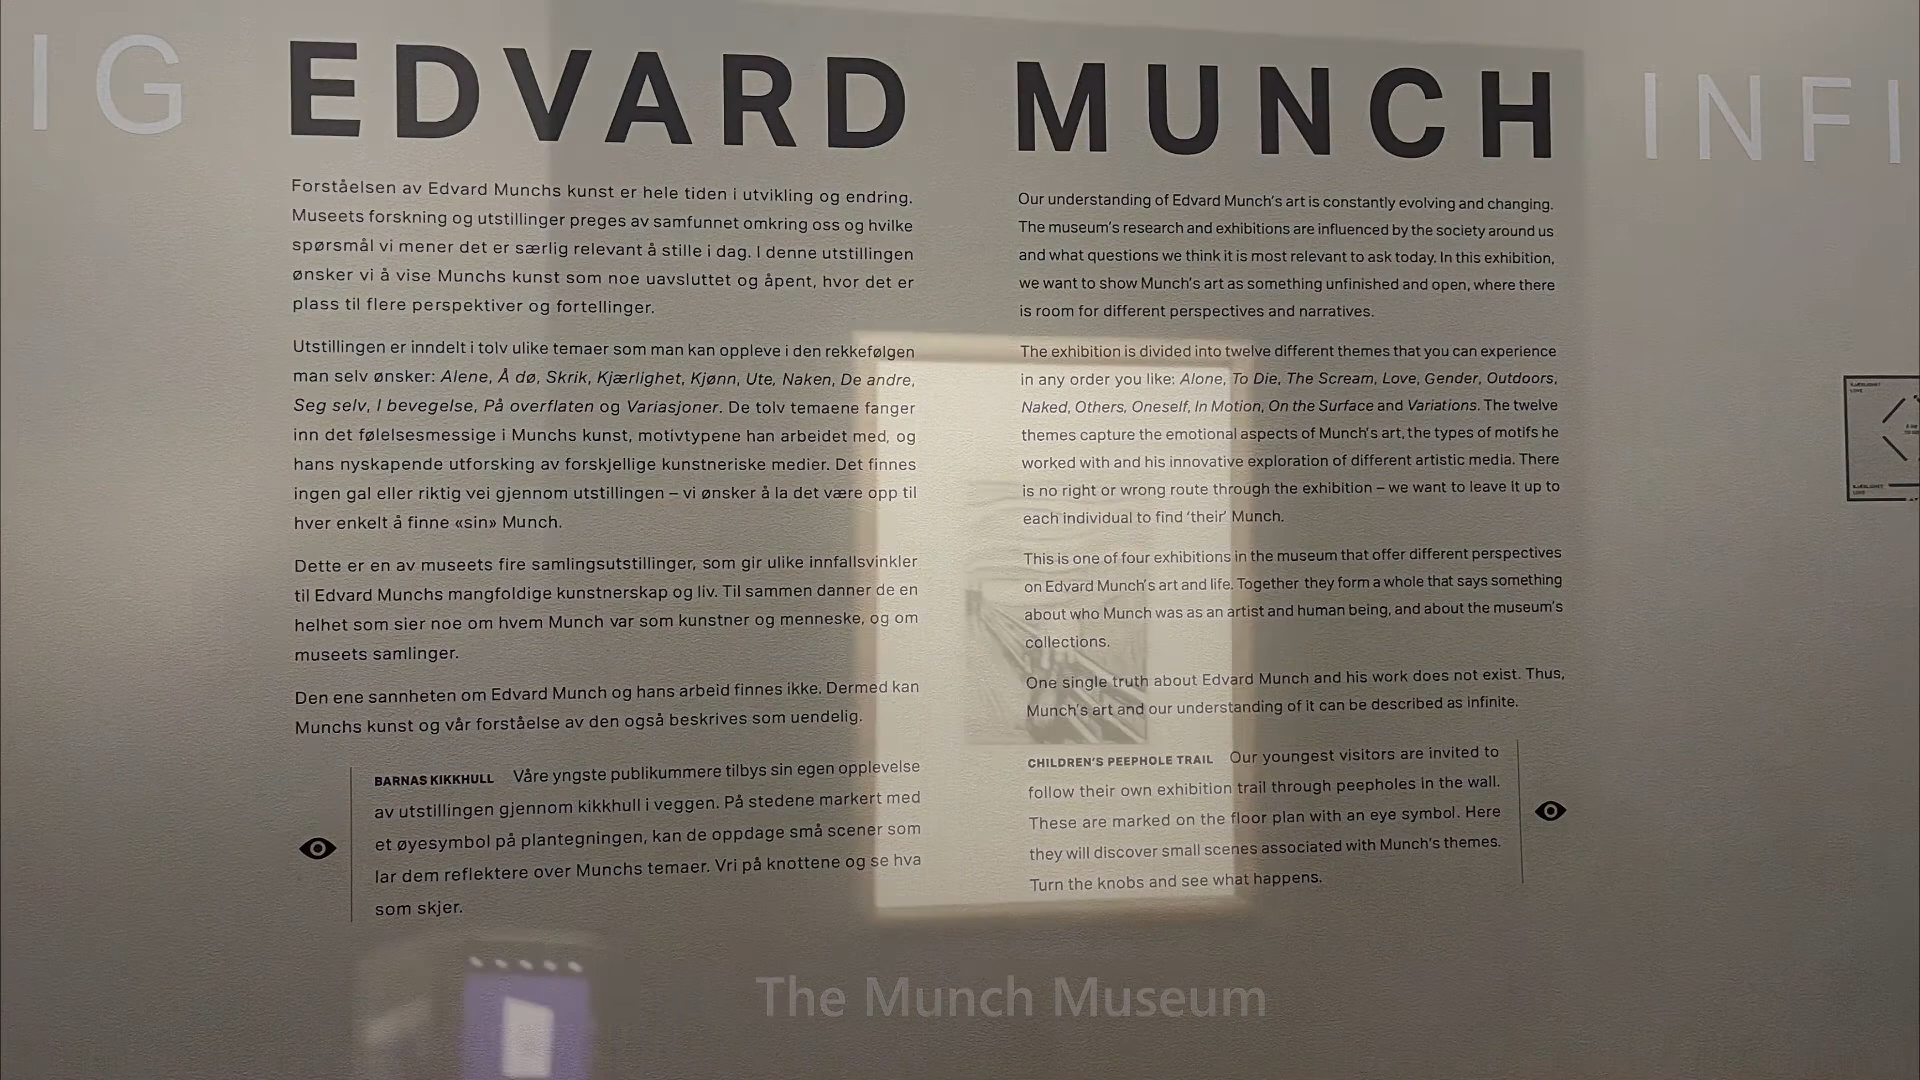 IG EDVARD MUNCH INFI
Forståelsen av Edvard Munchs kunst er hele tiden i utvikling og endring.
Museets forskning og utstillinger preges av samfunnet omkring oss og hvilke
spørsmål vi mener det er særlig relevant å stille i dag. I denne utstillingen
ønsker vi å vise Munchs kunst som noe uavsluttet og åpent, hvor det er
plass til flere perspektiver og fortellinger.
Utstillingen er inndelt i tolv ulike temaer som man kan oppleve i den rekkefølgen
man selv ønsker: Alene, Å dø, Skrik, Kjærlighet, Kjønn, Ute, Naken, De andre,
Seg selv, I bevegelse, På overflaten og Variasjoner. De tolv temaene fanger
inn det følelsesmessige i Munchs kunst, motivtypene han arbeidet med, og
hans nyskapende utforsking av forskjellige kunstneriske medier. Det finnes
ingen gal eller riktig vei gjennom utstillingen – vi ønsker å la det være opp til
hver enkelt å finne «sin» Munch.
Dette er en av museets fire samlingsutstillinger, som gir ulike innfallsvinkler
til Edvard Munchs mangfoldige kunstnerskap og liv. Til sammen danner de en
helhet som sier noe om hvem Munch var som kunstner og menneske, og om
museets samlinger.
Den ene sannheten om Edvard Munch og hans arbeid finnes ikke. Dermed kan
Munchs kunst og vår forståelse av den også beskrives som uendelig.
BARNAS KIKKHULL Våre yngste publikummere tilbys sin egen opplevelse
av utstillingen gjennom kikkhull i veggen. På stedene markert med
et øyesymbol på plantegningen, kan de oppdage små scener som
lar dem reflektere over Munchs temaer. Vri på knottene og se hva
som skjer.
Our understanding of Edvard Munch's art is constantly evolving and changing.
The museum's research and exhibitions are influenced by the society around us
and what questions we think it is most relevant to ask today. In this exhibition,
we want to show Munch's art as something unfinished and open, where there
is room for different perspectives and narratives.
The exhibition is divided into twelve different themes that you can experience
in any order you like: Alone, To Die, The Scream, Love, Gender, Outdoors,
Naked, Others, Oneself, In Motion, On the Surface and Variations. The twelve
themes capture the emotional aspects of Munch's art, the types of motifs he
worked with and his innovative exploration of different artistic media. There
is no right or wrong route through the exhibition – we want to leave it up to
each individual to find 'their' Munch.
This is one of four exhibitions in the museum that offer different perspectives
on Edvard Munch's art and life. Together they form a whole that says something
about who Munch was as an artist and human being, and about the museum's
collections.
One single truth about Edvard Munch and his work does not exist. Thus,
Munch's art and our understanding of it can be described as infinite.
CHILDREN'S PEEPHOLE TRAIL Our youngest visitors are invited to
follow their own exhibition trail through peepholes in the wall.
These are marked on the floor plan with an eye symbol. Here
they will discover small scenes associated with Munch's themes.
Turn the knobs and see what happens.
The Munch Museum